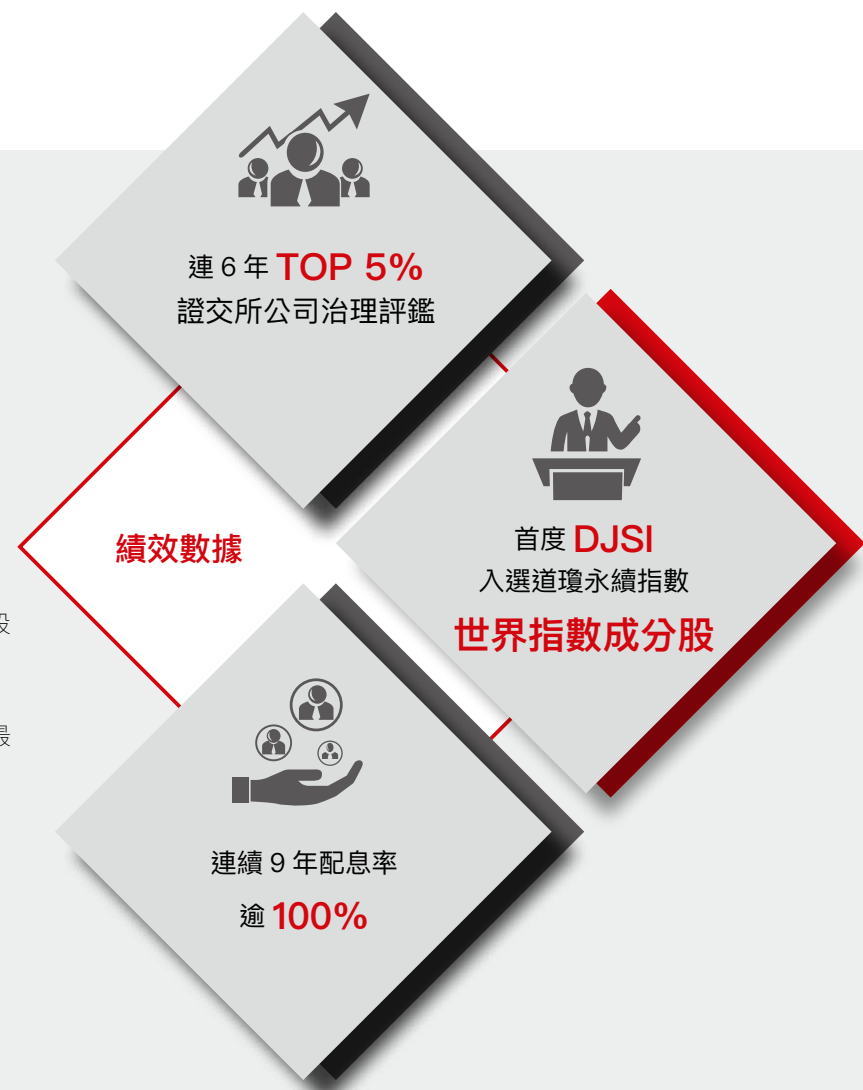 連 6 年 TOP 5%
證交所公司治理評鑑
績效數據
首度 DJSI
入選道瓊永續指數
世界指數成分股
連續 9 年配息率
逾 100%